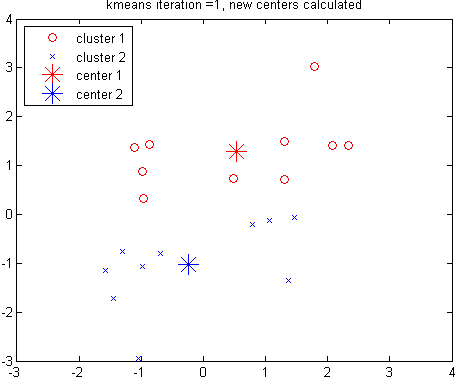 kmeans iteration =1, new centers calculated
4
cluster 1
cluster 2
center 1
center 2
3
2
1
0
-1
-2
-3
-3 -2 -1 0 1 2 3 4